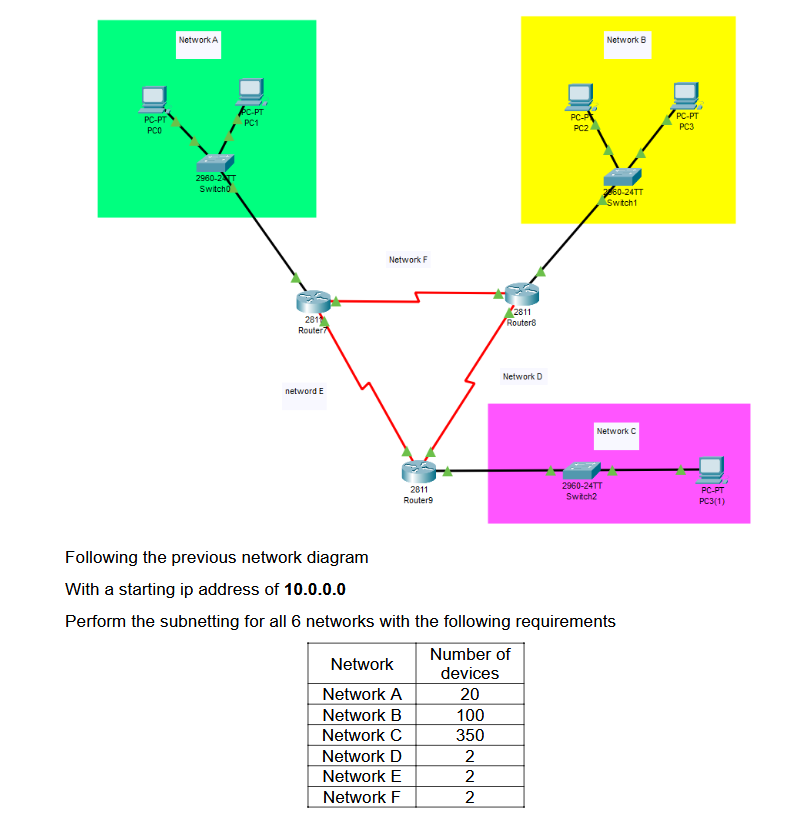 Network A
Network B
PC-PT
PC0
PC-PT
PC1
PC-PT
PC2
PC-PT
PC3
2960-24TT
Switch0
2960-24TT
Switch1
Network F
2811
Router7
2811
Router8
Network D
netword E
Network C
2811
Router9
2960-24TT
Switch2
PC-PT
PC3(1)
Following the previous network diagram
With a starting ip address of 10.0.0.0
Perform the subnetting for all 6 networks with the following requirements
Network Number of
devices
Network A 20
Network B 100
Network C 350
Network D 2
Network E 2
Network F 2